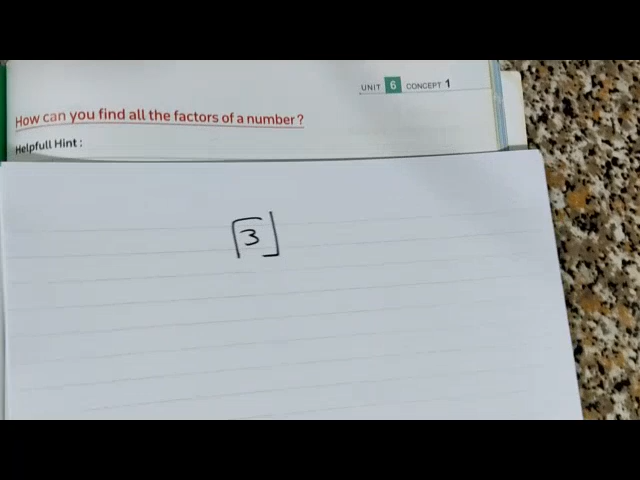 UNIT 6 CONCEPT 1
How can you find all the factors of a number?
Helpfull Hint :
3